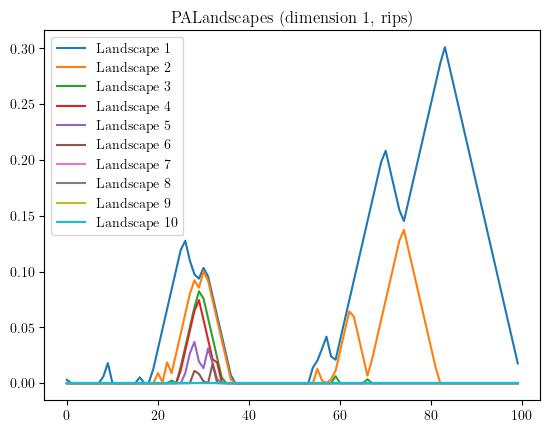 PALandscapes (dimension 1, rips)
0.30
0.25
0.20
0.15
0.10
0.05
0.00
Landscape 1
Landscape 2
Landscape 3
Landscape 4
Landscape 5
Landscape 6
Landscape 7
Landscape 8
Landscape 9
Landscape 10
0 20 40 60 80 100